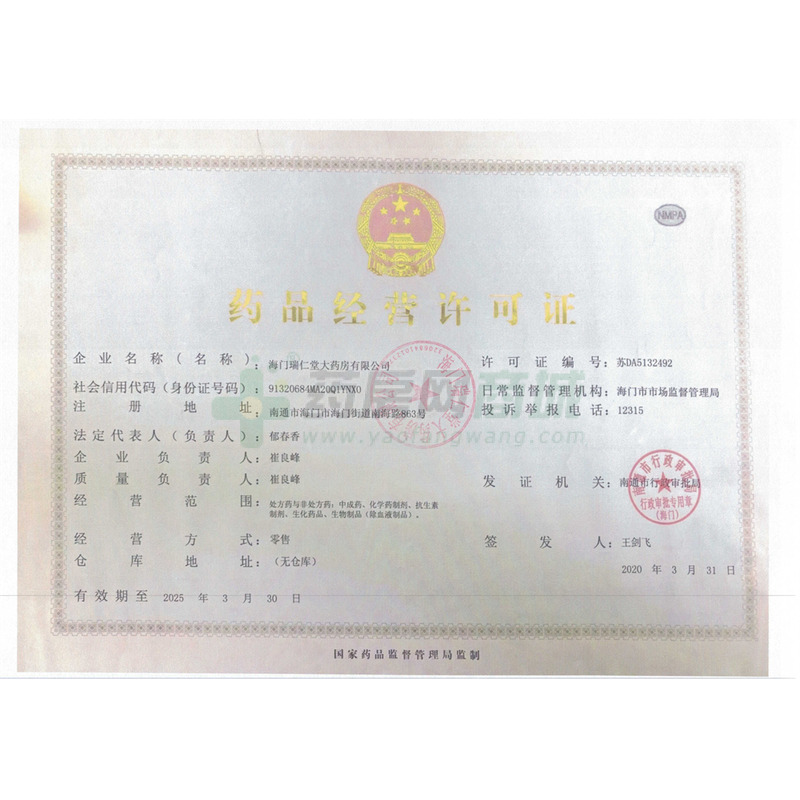 NMPA
药品经营许可证
企业名称(名称):海门瑞仁堂大药房有限公司
许可证编号:苏DA5132492
社会信用代码(身份证号码):91320684MA20Q1YNX0
日常监督管理机构:海门市市场监督管理局
注册地址:南通市海门市海门街道南海路863号
投诉举报电话:12315
法定代表人(负责人):郁春香
企业负责人:崔良峰
质量负责人:崔良峰
发证机关:南通市行政审批局
经营范围:处方药与非处方药:中成药、化学药制剂、抗生素
制剂、生化药品、生物制品(除血液制品)。
经营方式:零售
签发人:王剑飞
仓库地址:(无仓库)
2020 年 3 月 31 日
有效期至 2025 年 3 月 30 日
国家药品监督管理局监制
药房网商城
www.yaofangwang.com
南通市行政审批局
行政审批专用章
(海门)